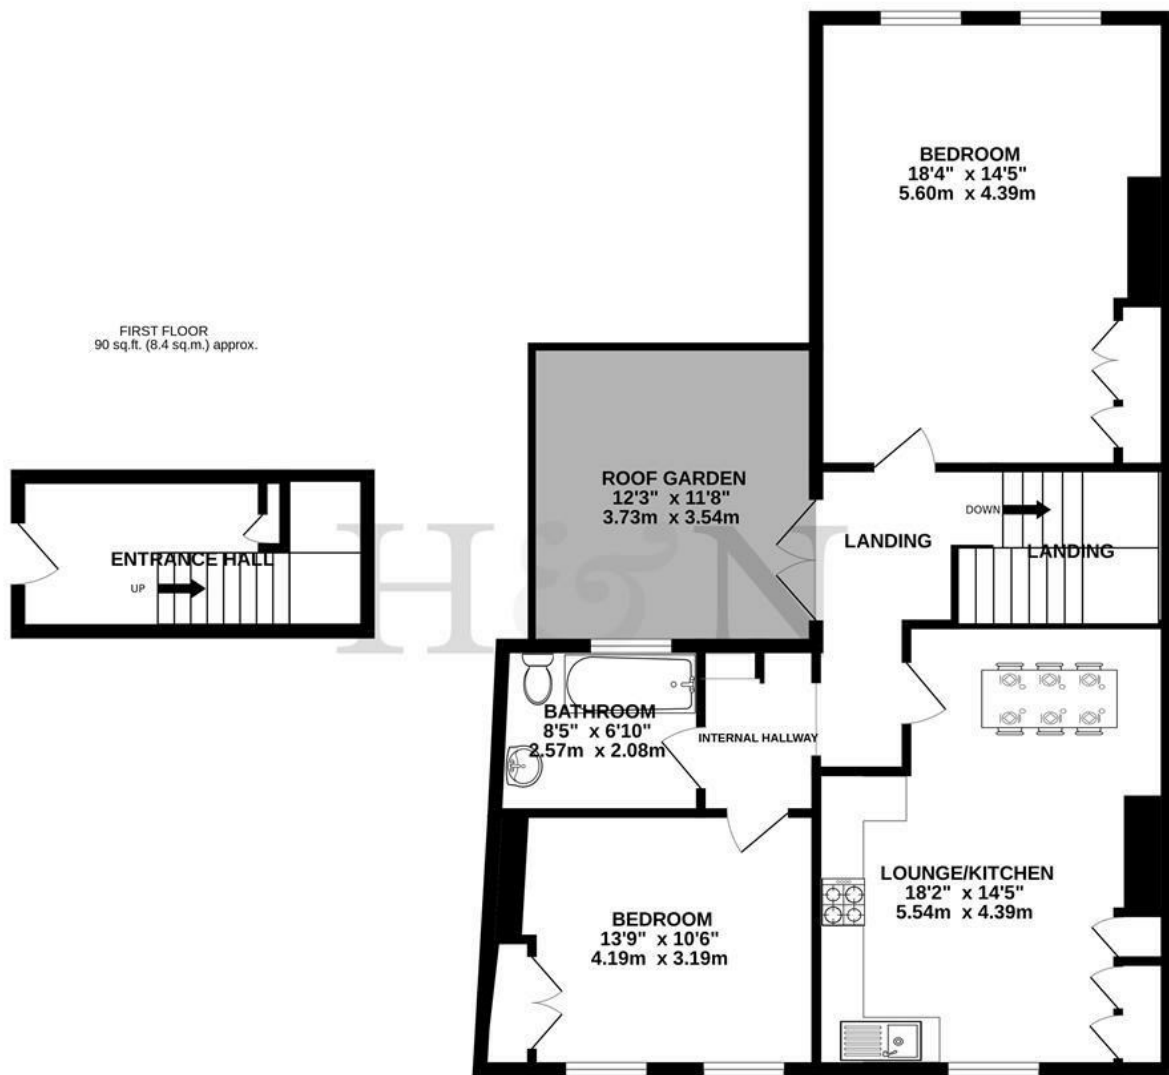 BEDROOM
18'4" x 14'5"
5.60m x 4.39m
FIRST FLOOR
90 sq.ft. (8.4 sq.m.) approx.
ROOF GARDEN
12'3" x 11'8"
3.73m x 3.54m
DOWN
LANDING
LANDING
ENTRANCE HALL
UP
H&N
BATHROOM
8'5" x 6'10"
2.57m x 2.08m
INTERNAL HALLWAY
LOUNGE/KITCHEN
18'2" x 14'5"
5.54m x 4.39m
BEDROOM
13'9" x 10'6"
4.19m x 3.19m